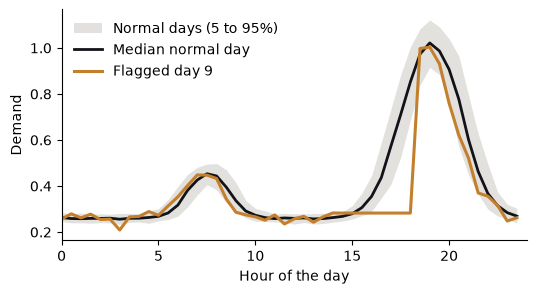 Normal days (5 to 95%)
Median normal day
Flagged day 9
1.0
0.8
0.6
0.4
0.2
Demand
0 5 10 15 20
Hour of the day